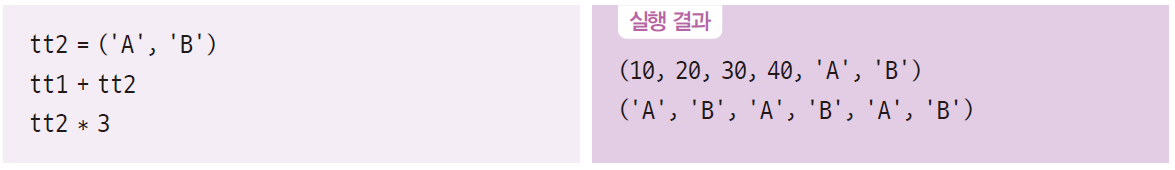 tt2 = ('A', 'B')
tt1 + tt2
tt2 * 3
실행 결과
(10, 20, 30, 40, 'A', 'B')
('A', 'B', 'A', 'B', 'A', 'B')